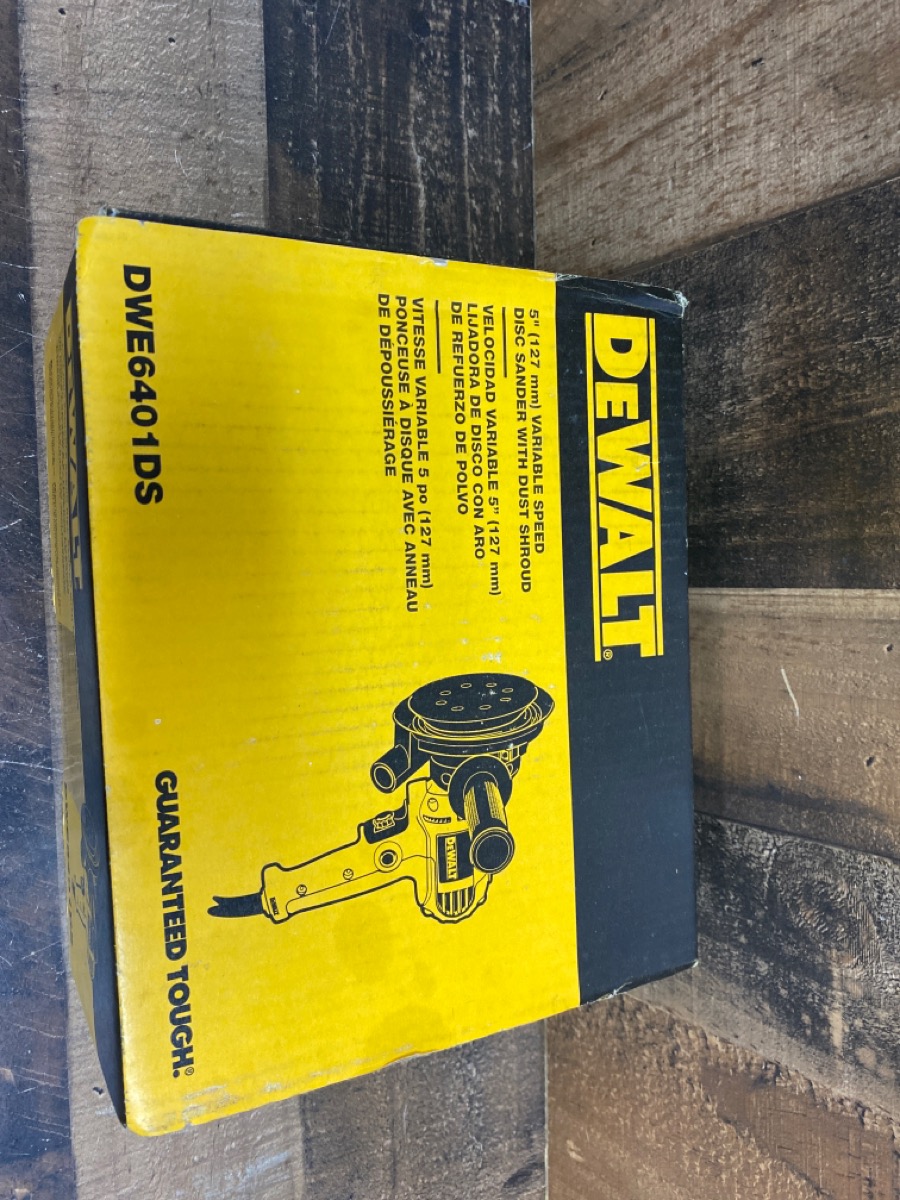 DEWALT®
5" (127 mm) VARIABLE SPEED
DISC SANDER WITH DUST SHROUD
VELOCIDAD VARIABLE 5" (127 mm)
LIJADORA DE DISCO CON ARO
DE REFUERZO DE POLVO
VITESSE VARIABLE 5 po (127 mm)
PONCEUSE À DISQUE AVEC ANNEAU
DE DÉPOUSSIÉRAGE
DEWALT
DWE6401DS
GUARANTEED TOUGH.®
DEWALT